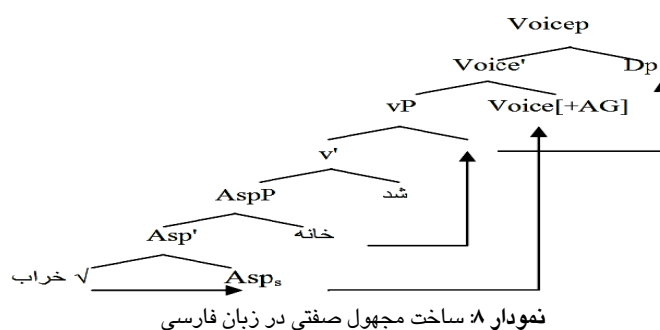 Voicep
Voice' Dp
vP Voice[+AG]
v'
AspP شد
Asp' خانه
خراب √ Aspₛ
نمودار ۸: ساخت مجهول صفتی در زبان فارسی